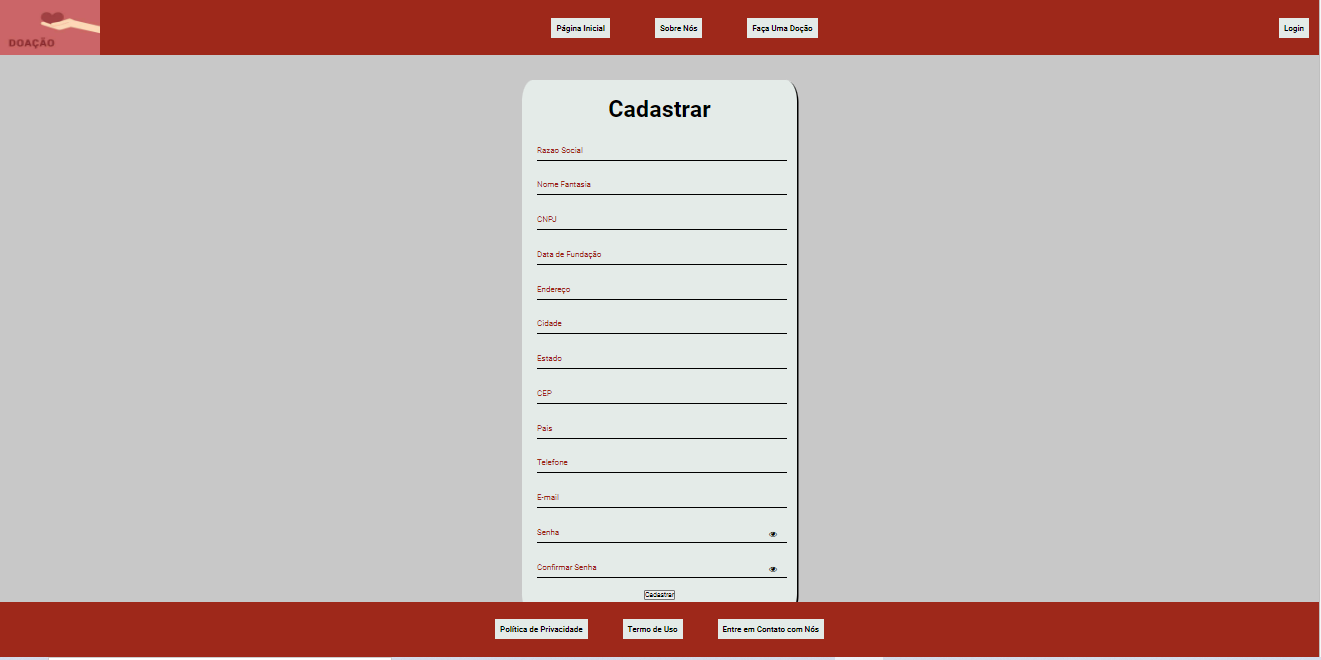 DOAÇÃO
Página Inicial
Sobre Nós
Faça Uma Doção
Login
Cadastrar
Razao Social
Nome Fantasia
CNPJ
Data de Fundação
Endereço
Cidade
Estado
CEP
Pais
Telefone
E-mail
Senha
Confirmar Senha
Cadastrar
Política de Privacidade
Termo de Uso
Entre em Contato com Nós